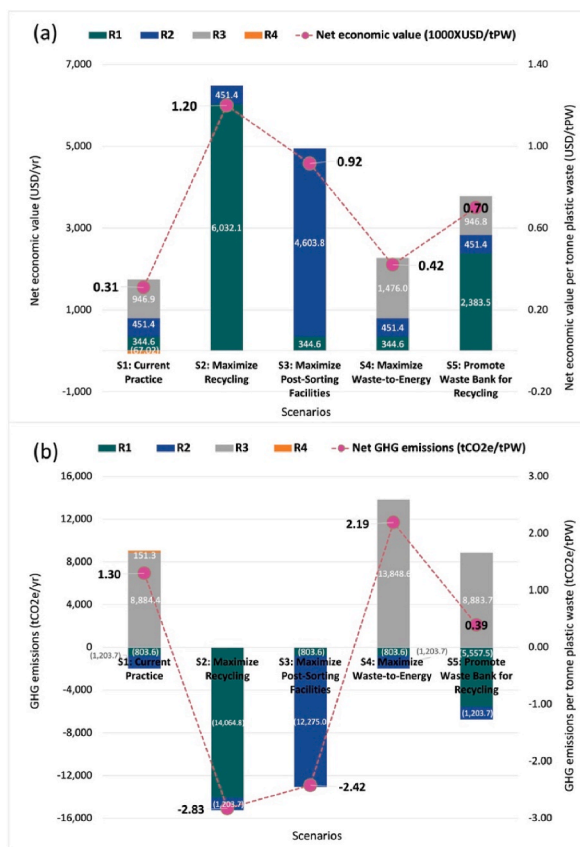 (a)
R1 R2 R3 R4 Net economic value (1000XUSD/tPW)
7,000 1.40
451.4
1.20
5,000 1.00
0.92
6,032.1 4,603.8
3,000 0.70 0.60
946.8
1,476.0
0.42
451.4
0.31 946.9
1,000 451.4 451.4 2,383.5 0.20
344.6 344.6 344.6
(67.02)
S1: Current S2: Maximize S3: Maximize S4: Maximize S5: Promote
Practice Recycling Post-Sorting Waste-to-Energy Waste Bank for
Facilities Recycling
-1,000 -0.20
Scenarios
Net economic value (USD/yr)
Net economic value per tonne plastic waste (USD/tPW)
(b)
R1 R2 R3 R4 Net GHG emissions (tCO2e/tPW)
16,000 3.00
12,000 2.19 2.00
8,000 151.3 13,848.6
1.30 8,884.4 8,883.7 1.00
4,000
0.39
0 (803.6) (803.6) (803.6) (5,557.5) 0.00
(1,203.7) (1,203.7)
S1: Current S2: Maximize S3: Maximize S4: Maximize S5: Promote
Practice Recycling Post-Sorting Waste-to-Energy Waste Bank for
Facilities Recycling
-4,000 -1.00
(1,203.7)
-8,000 (14,064.8) (12,275.0)
-12,000 -2.00
-2.42
-2.83 (1,203.7)
-16,000 -3.00
Scenarios
GHG emissions (tCO2e/yr)
GHG emissions per tonne plastic waste (tCO2e/tPW)